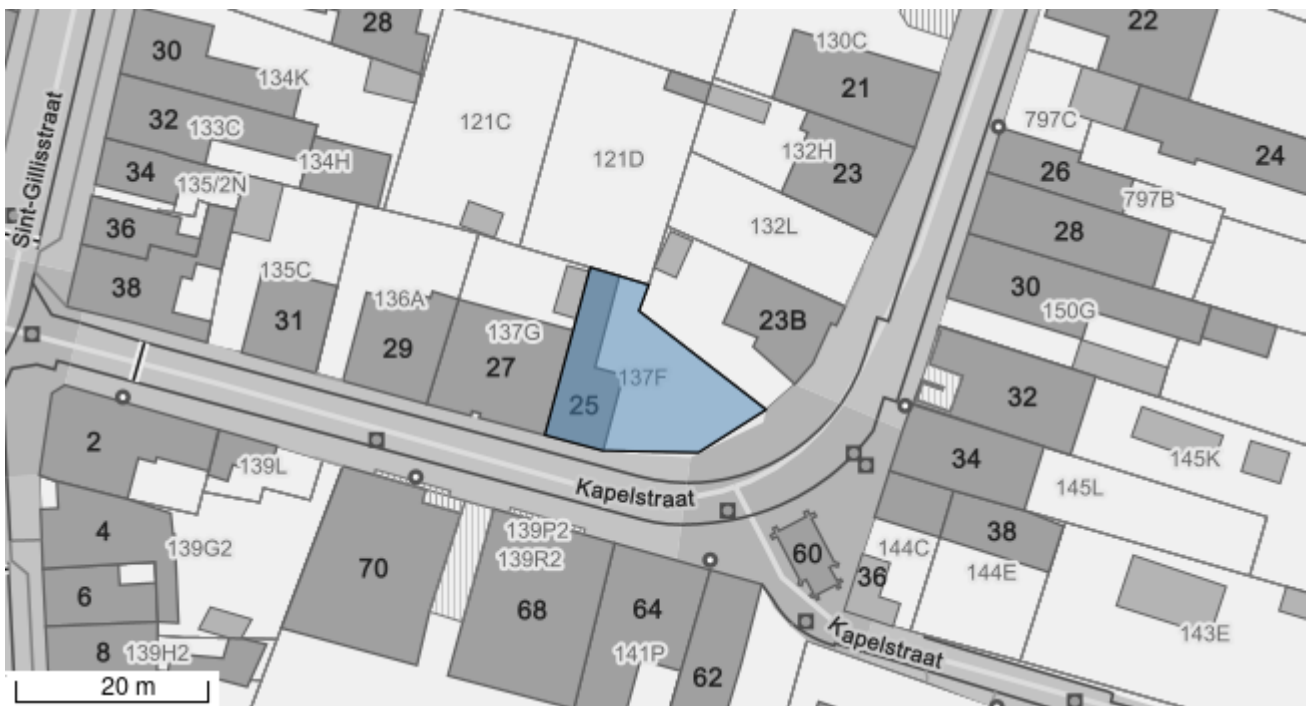 28
22
30
130C
134K
21
32
133C
121C
797C
24
134H
121D
132H
34
26
135/2N
23
797B
Sint-Gillisstraat
36
132L
28
135C
38
136A
30
150G
31
137G
23B
29
27
137F
32
25
2
139L
34
145K
Kapelstraat
145L
4
139G2
139P2
139R2
60
144C
38
70
36
144E
6
68
64
Kapelstraat
143E
8
139H2
141P
62
20 m